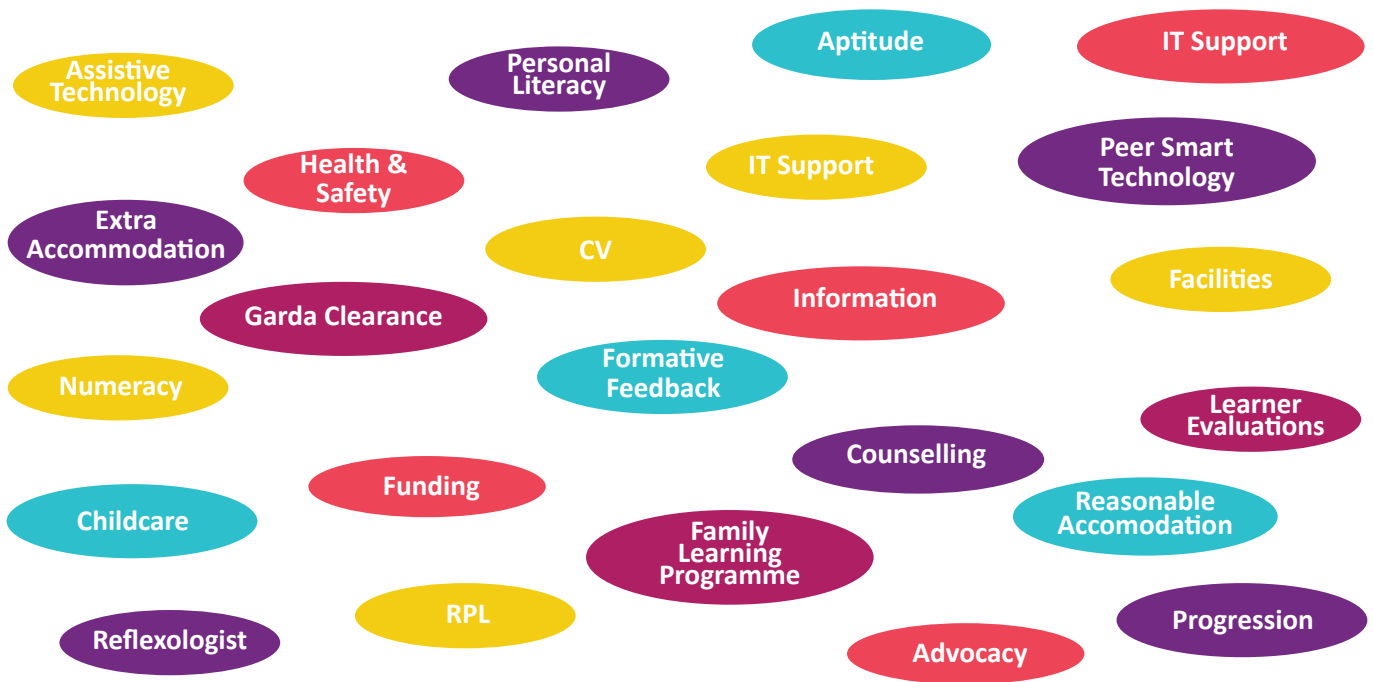 Aptitude
IT Support
Assistive
Technology
Personal
Literacy
Health &
Safety
IT Support
Peer Smart
Technology
Extra
Accommodation
CV
Facilities
Garda Clearance
Information
Numeracy
Formative
Feedback
Learner
Evaluations
Counselling
Funding
Childcare
Reasonable
Accomodation
Family
Learning
Programme
RPL
Reflexologist
Advocacy
Progression